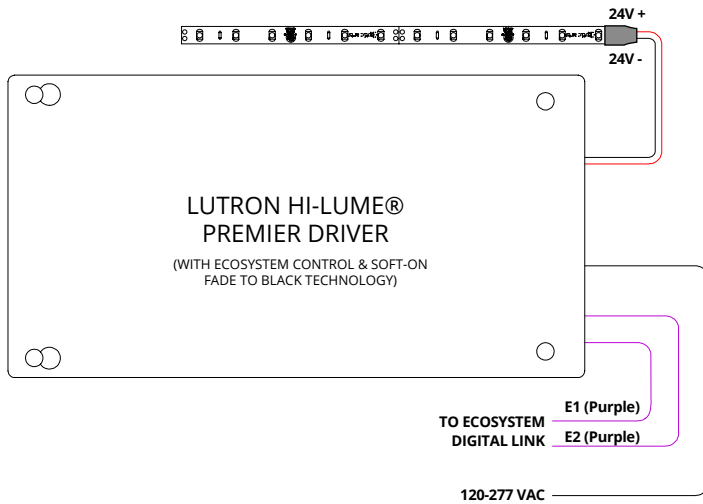 24V +
24V -
LUTRON HI-LUME®
PREMIER DRIVER
(WITH ECOSYSTEM CONTROL & SOFT-ON
FADE TO BLACK TECHNOLOGY)
E1 (Purple)
TO ECOSYSTEM
DIGITAL LINK
E2 (Purple)
120-277 VAC